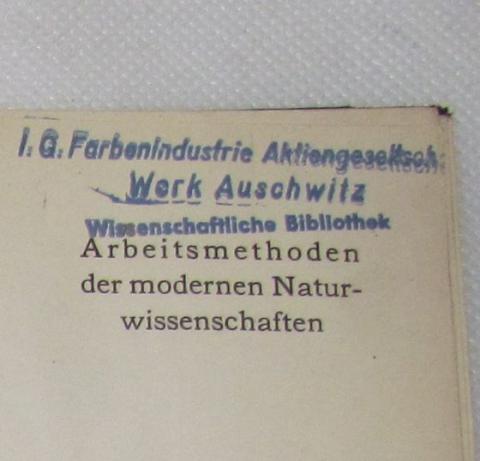 I. G. Farbenindustrie Aktiengesellsch.
Werk Auschwitz
Wissenschaftliche Bibliothek
Arbeitsmethoden
der modernen Natur-
wissenschaften